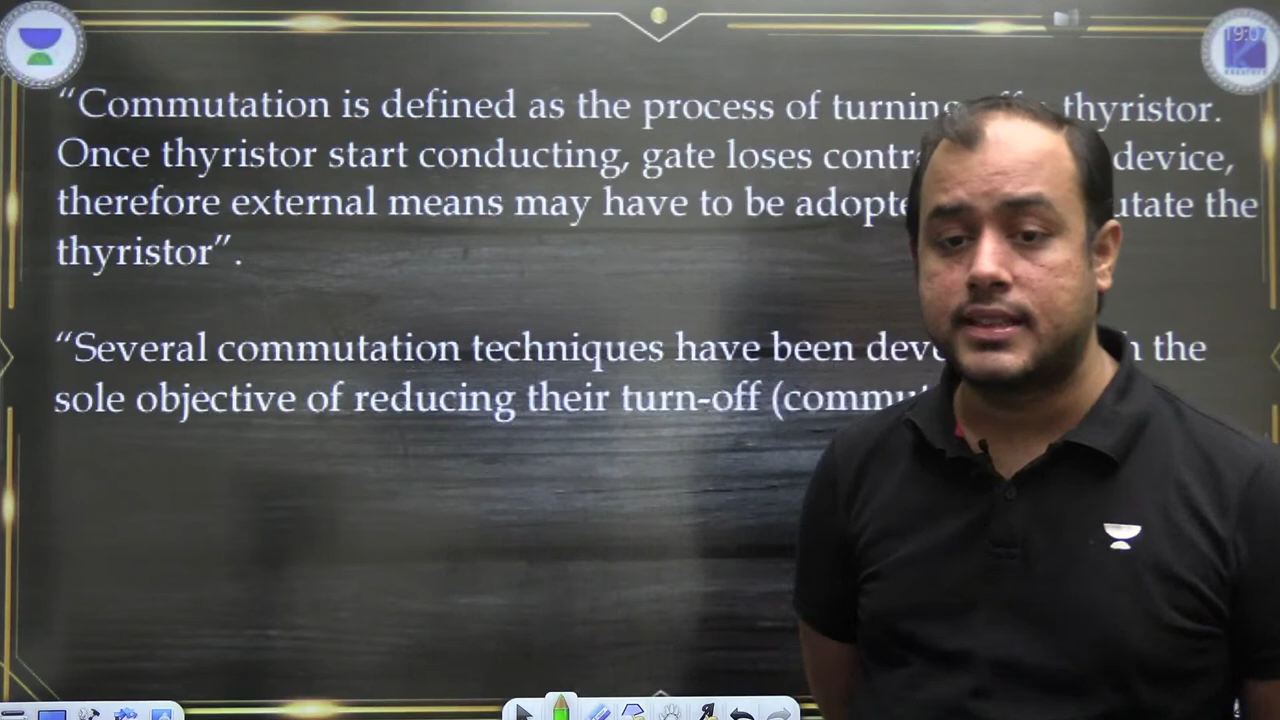 19:07
“Commutation is defined as the process of turning thyristor.
Once thyristor start conducting, gate loses device,
therefore external means may have to be the
thyristor”.
“Several commutation techniques have been the
sole objective of reducing their turn-off